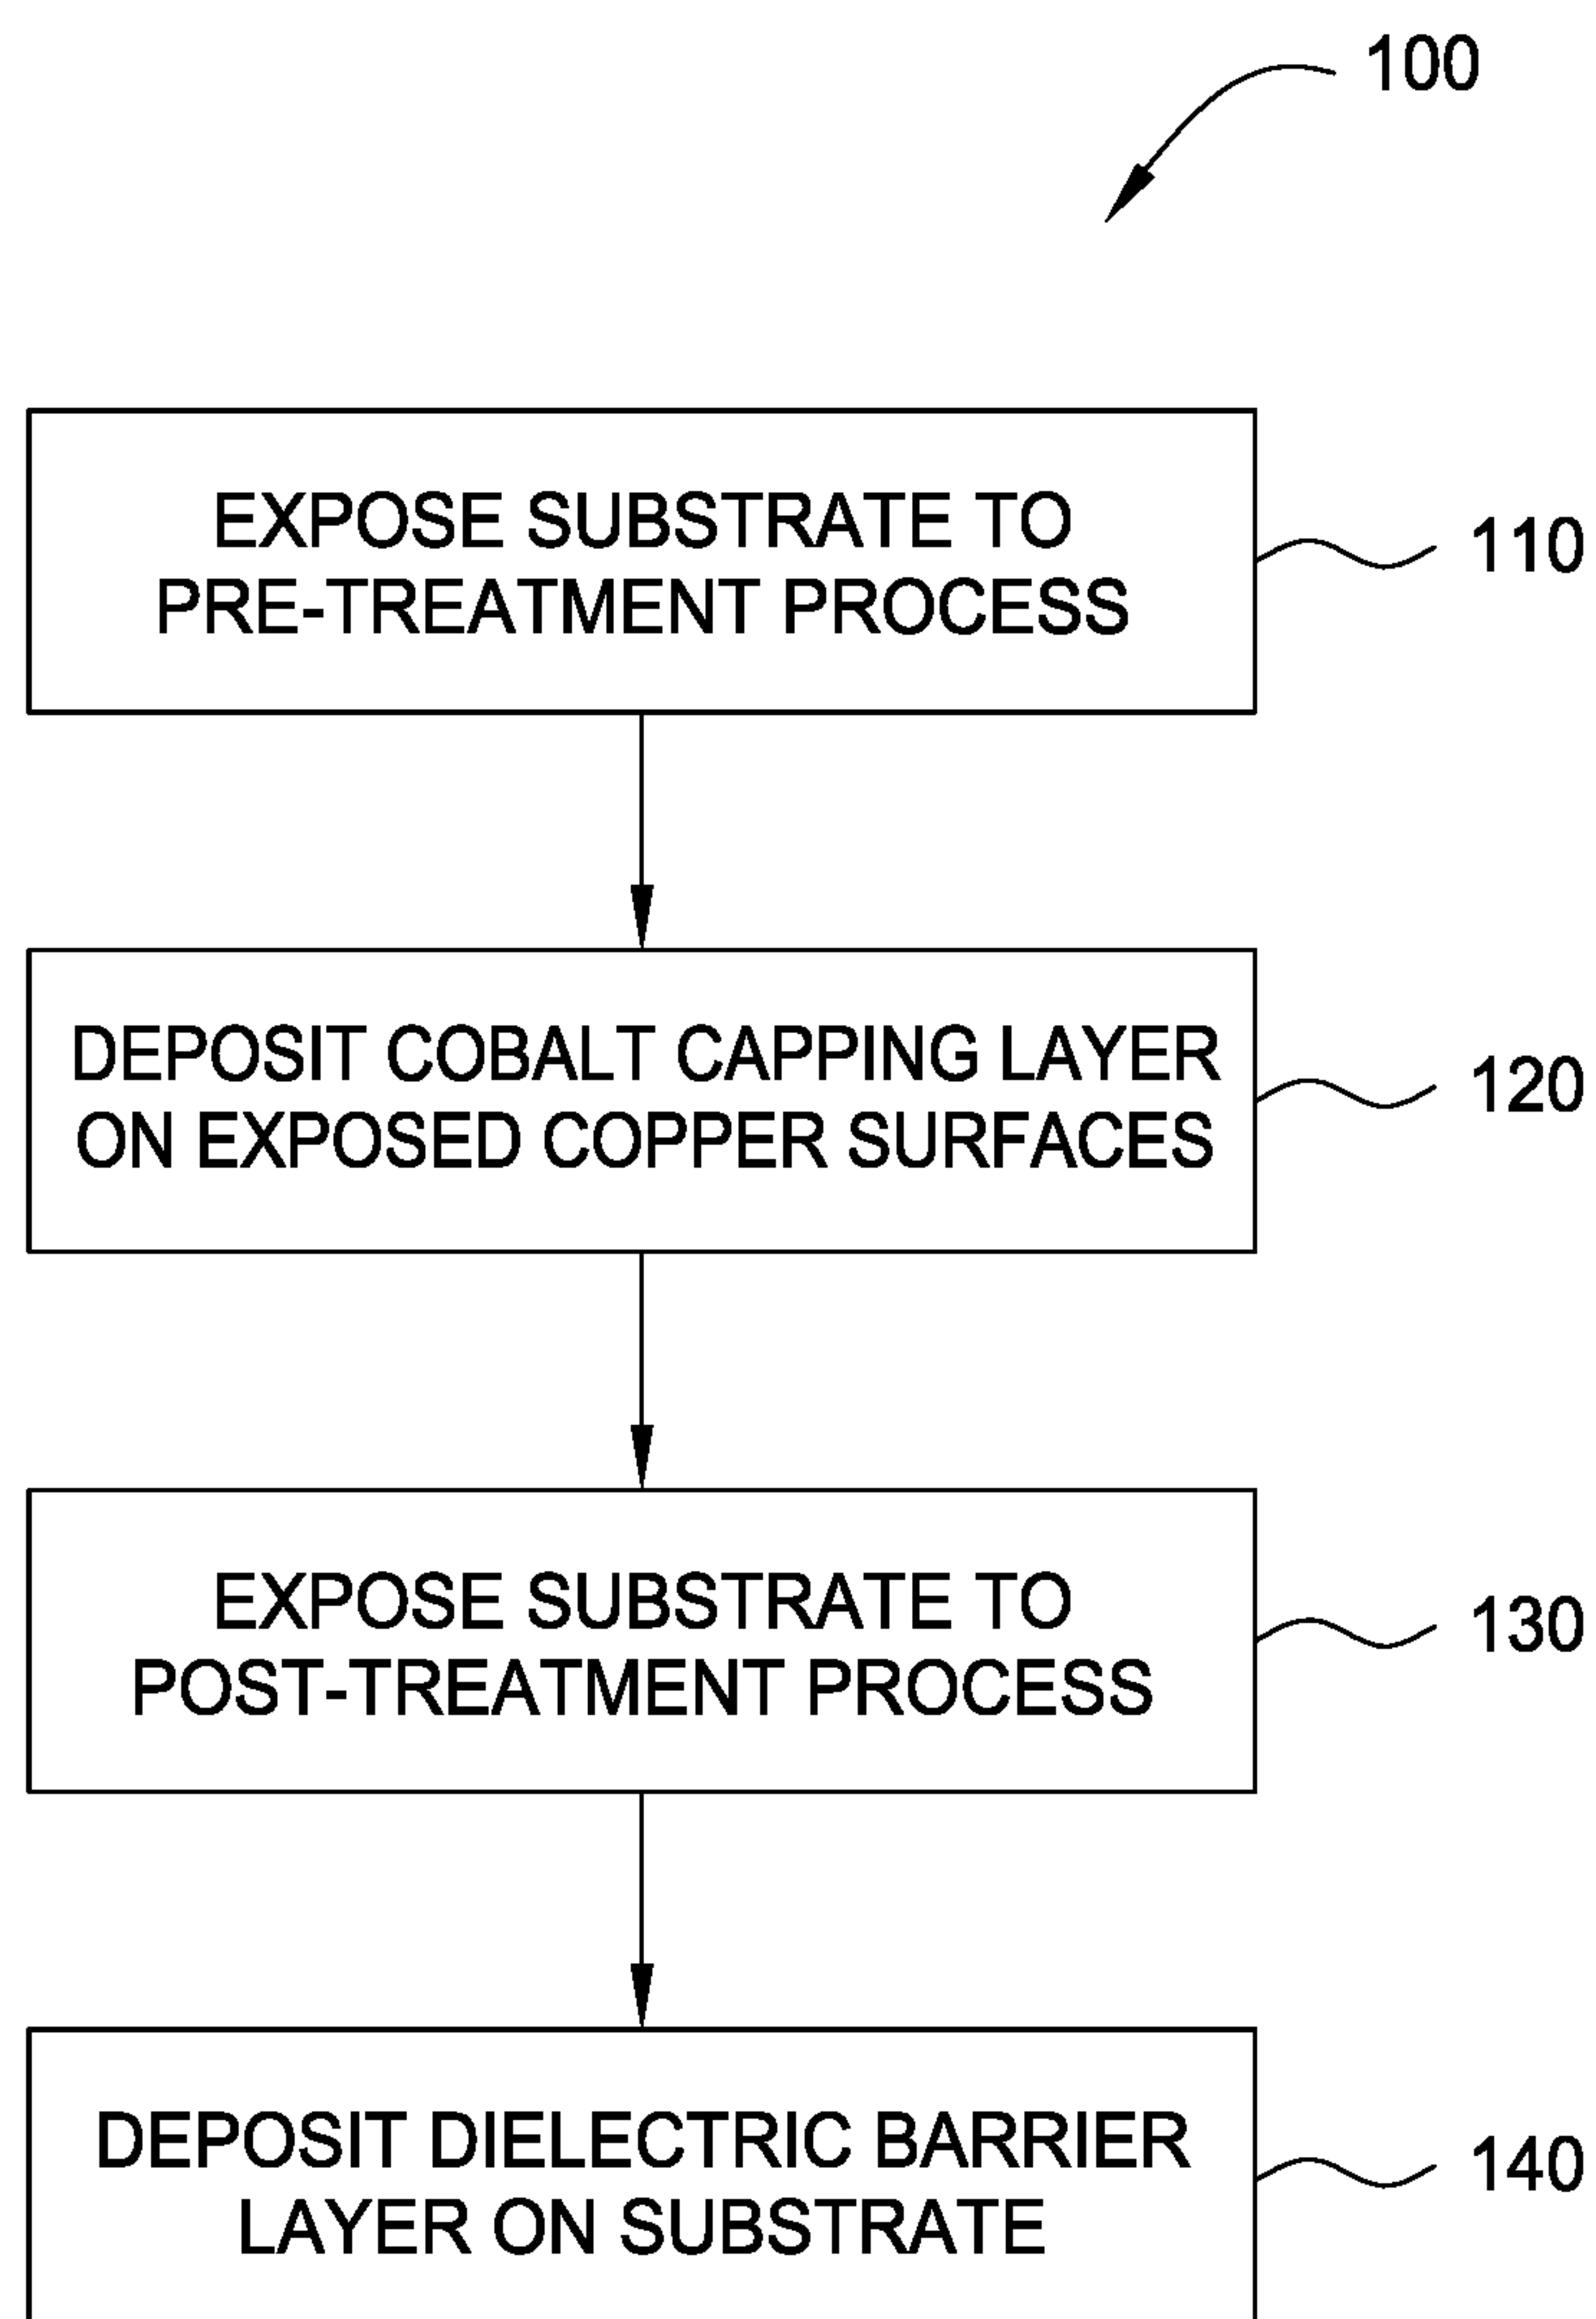 100
EXPOSE SUBSTRATE TO
PRE-TREATMENT PROCESS
110
DEPOSIT COBALT CAPPING LAYER
ON EXPOSED COPPER SURFACES
120
EXPOSE SUBSTRATE TO
POST-TREATMENT PROCESS
130
DEPOSIT DIELECTRIC BARRIER
LAYER ON SUBSTRATE
140